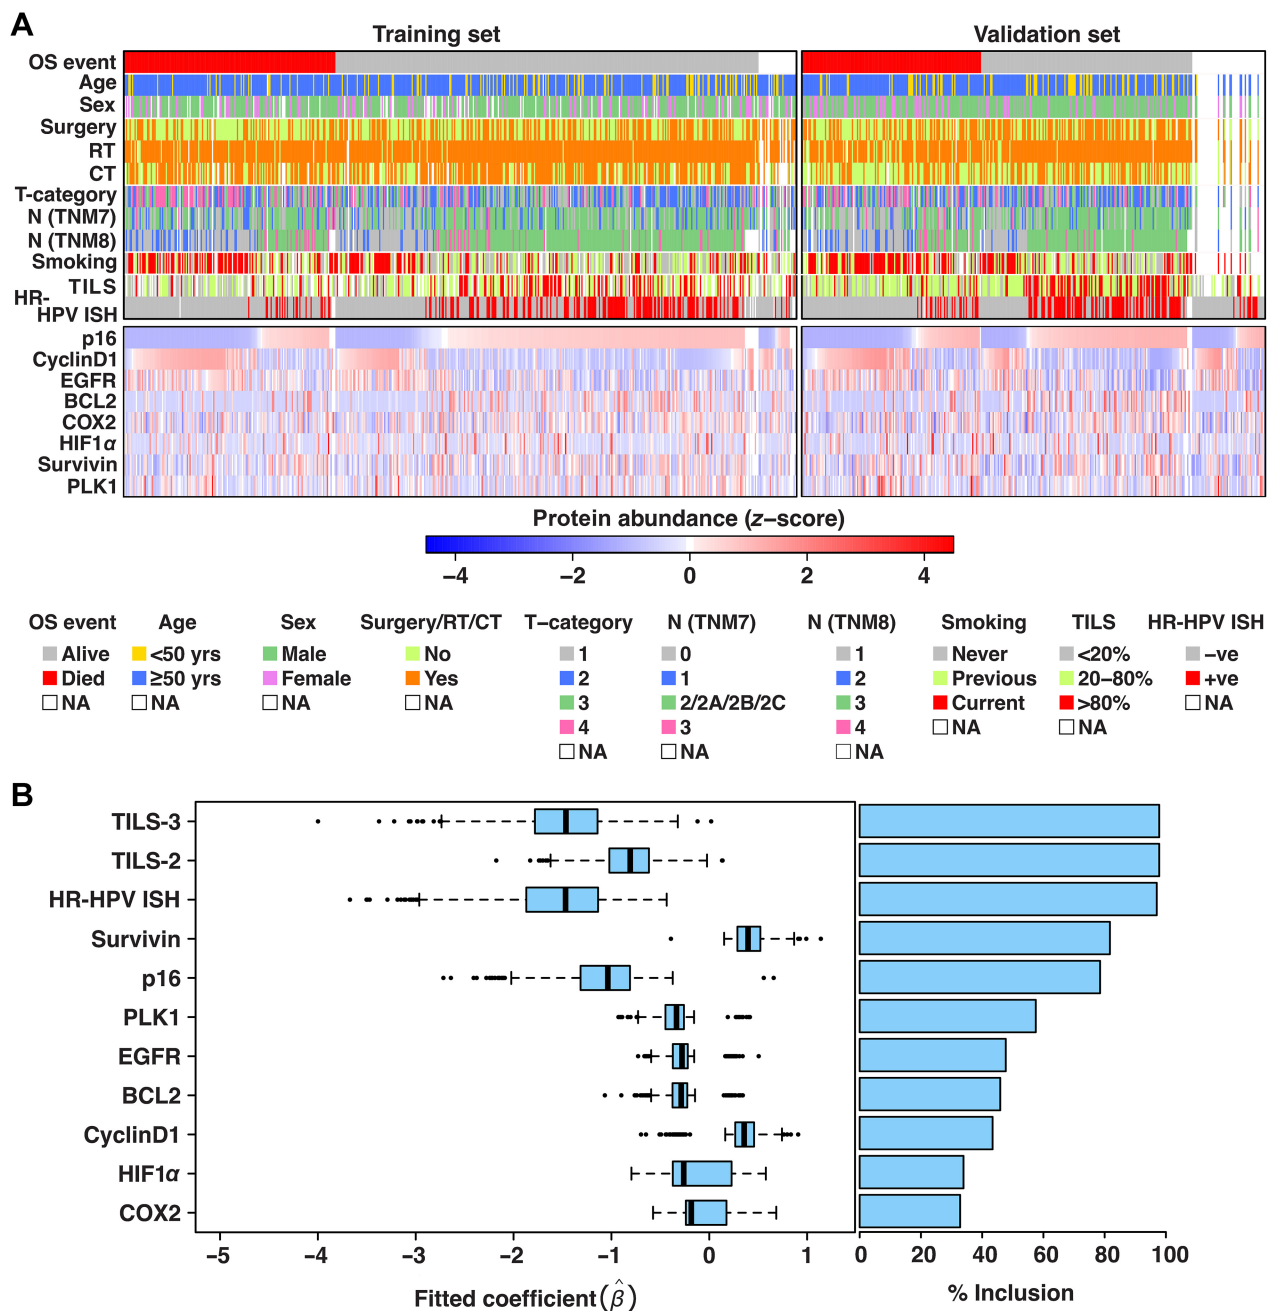 A
Training set
Validation set
OS event
Age
Sex
Surgery
RT
CT
T-category
N (TNM7)
N (TNM8)
Smoking
TILS
HR-
HPV ISH
p16
CyclinD1
EGFR
BCL2
COX2
HIF1α
Survivin
PLK1
Protein abundance (z−score)
−4 −2 0 2 4
OS event Age Sex Surgery/RT/CT T−category N (TNM7) N (TNM8) Smoking TILS HR-HPV ISH
Alive <50 yrs Male No 1 0 1 Never <20% −ve
Died ≥50 yrs Female Yes 2 1 2 Previous 20−80% +ve
NA NA NA NA 3 2/2A/2B/2C 3 Current >80% NA
4 3 4 NA NA
NA NA NA
B
TILS-3
TILS-2
HR-HPV ISH
Survivin
p16
PLK1
EGFR
BCL2
CyclinD1
HIF1α
COX2
−5 −4 −3 −2 −1 0 1
0 20 40 60 80 100
Fitted coefficient (β̂)
% Inclusion